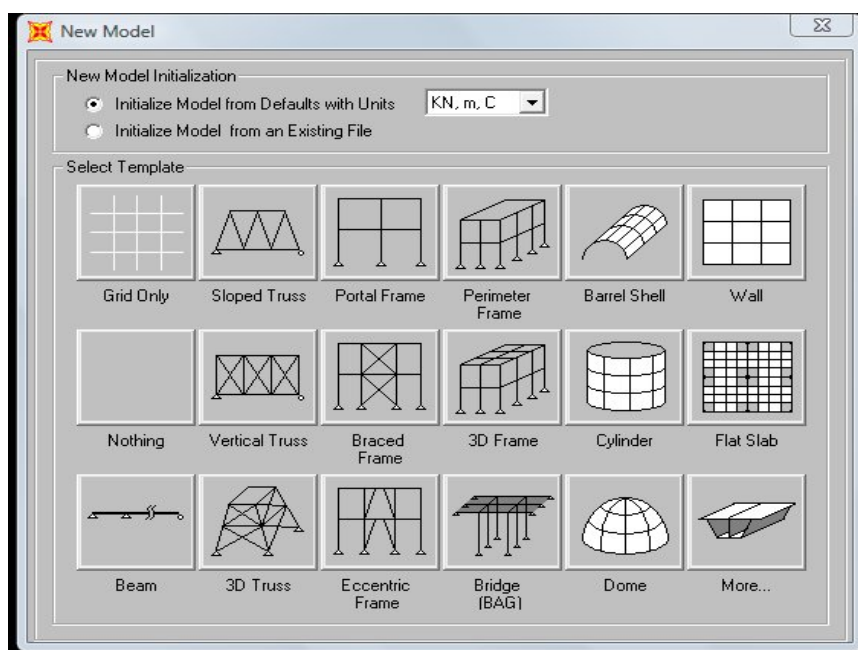 New Model
New Model Initialization
Initialize Model from Defaults with Units
KN, m, C
Initialize Model from an Existing File
Select Template
Grid Only
Sloped Truss
Portal Frame
Perimeter
Frame
Barrel Shell
Wall
Nothing
Vertical Truss
Braced
Frame
3D Frame
Cylinder
Flat Slab
Beam
3D Truss
Eccentric
Frame
Bridge
(BAG)
Dome
More...